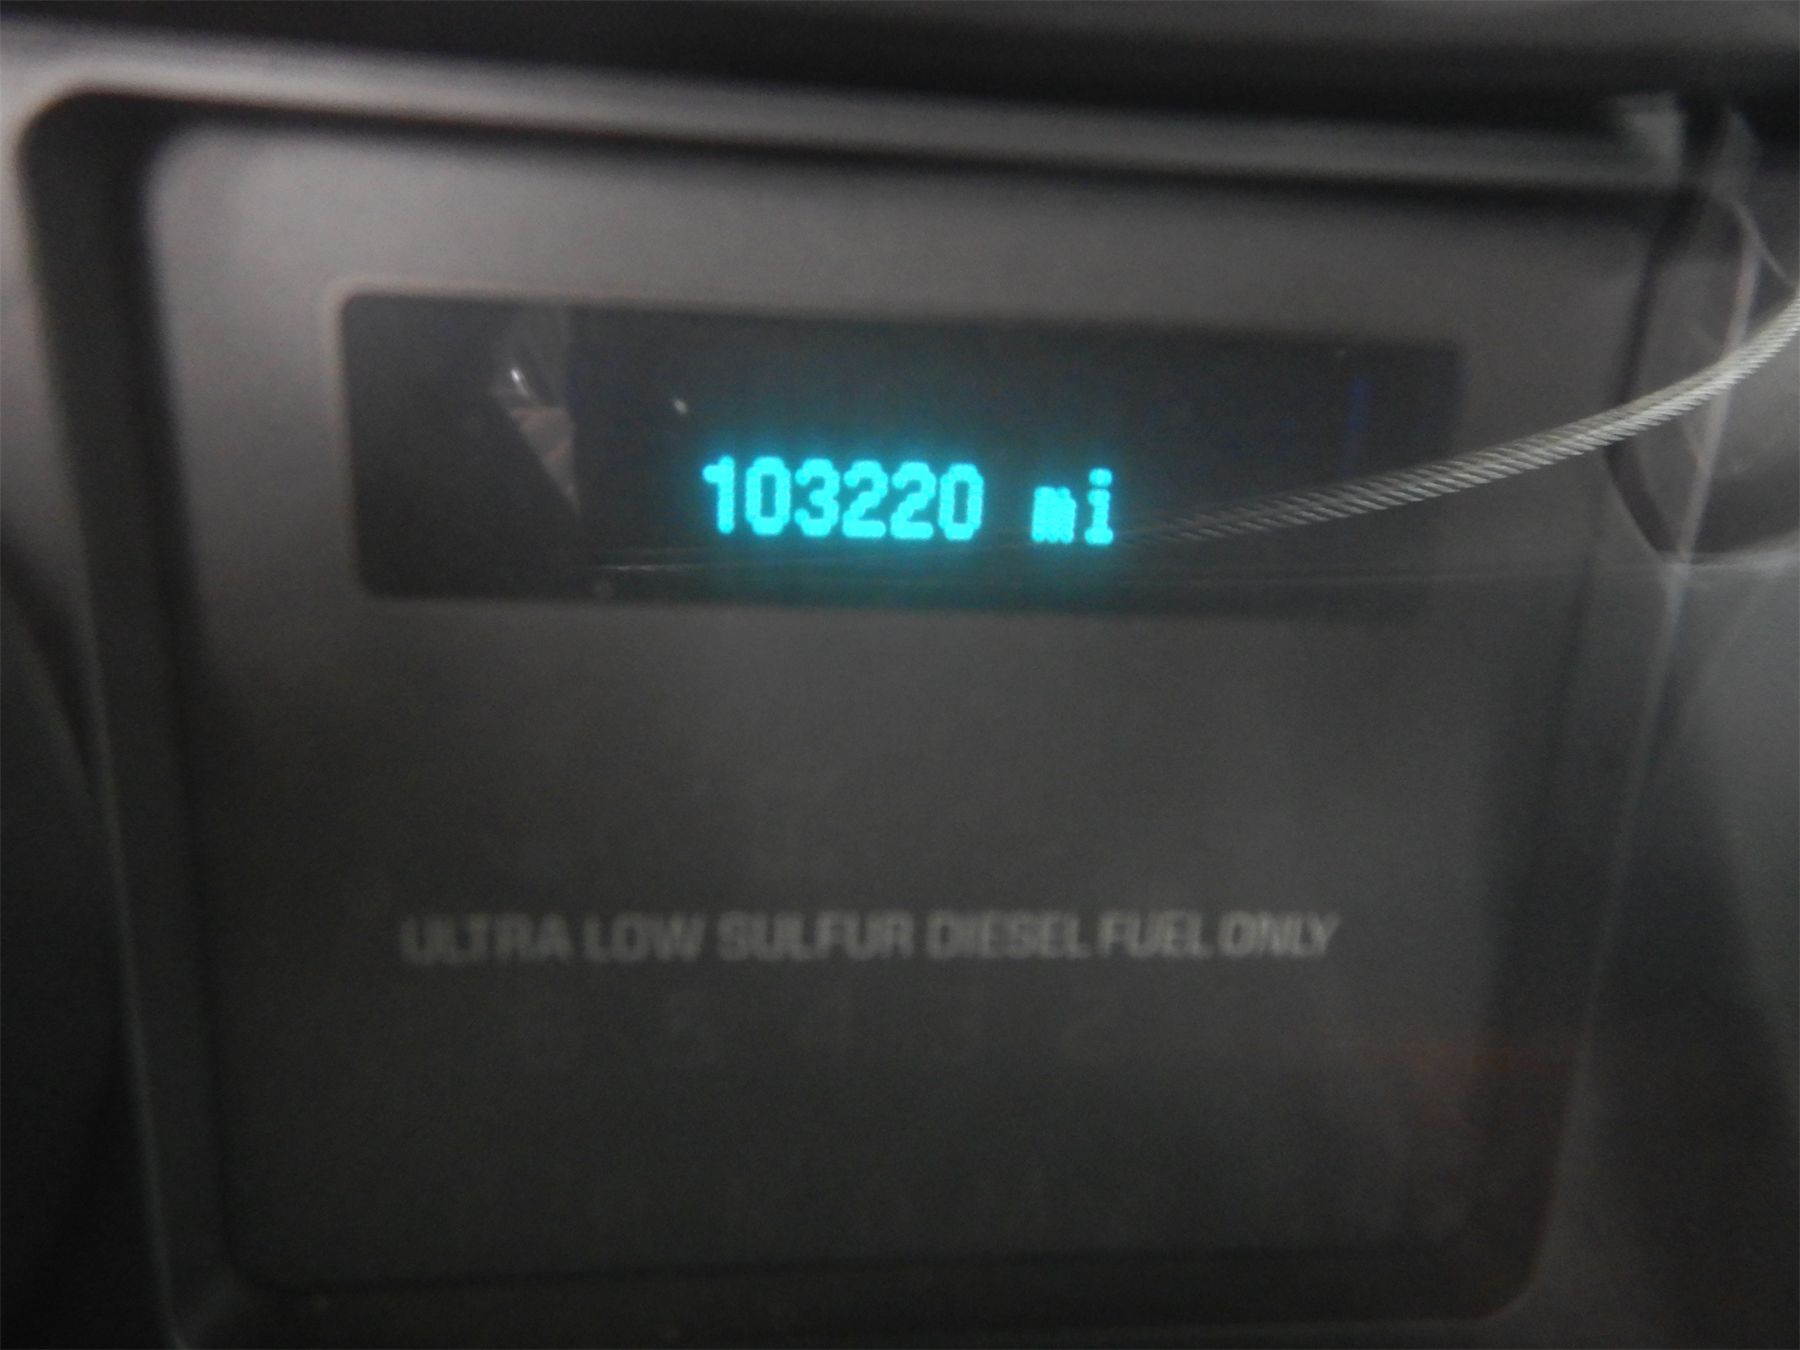 103220 mi
ULTRA LOW SULFUR DIESEL FUEL ONLY